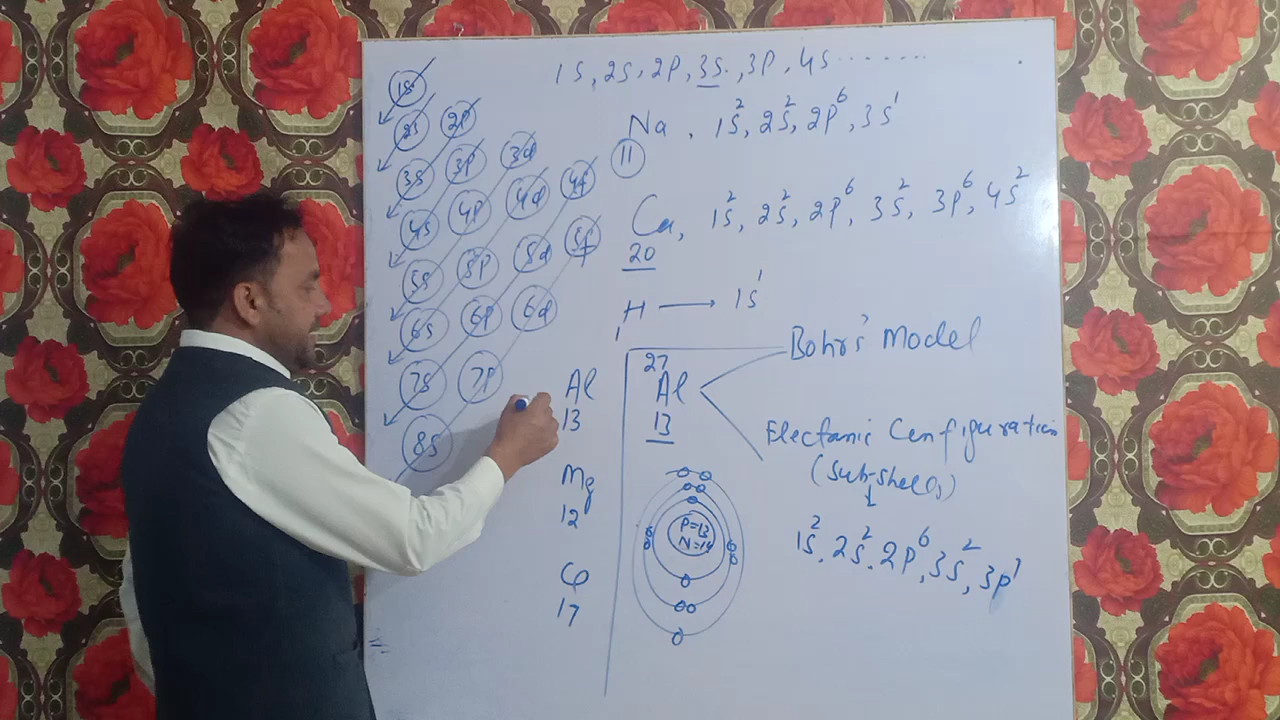 1s, 2s, 2p, 3s, 3p, 4s ........
1s
2s 2p
3s 3p 3d
4s 4p 4d 4f
5s 5p 5d 5f
6s 6p 6d
7s 7p
8s
Na, 1s², 2s², 2p⁶, 3s¹
11
Ca, 1s², 2s², 2p⁶, 3s², 3p⁶, 4s²
20
H → 1s¹
1
Al
13
Mg
12
17
27
Al
13
Bohr's Model
Electronic Configuration
(Sub-Shells)
↓
1s², 2s², 2p⁶, 3s², 3p¹
P=13
N=14